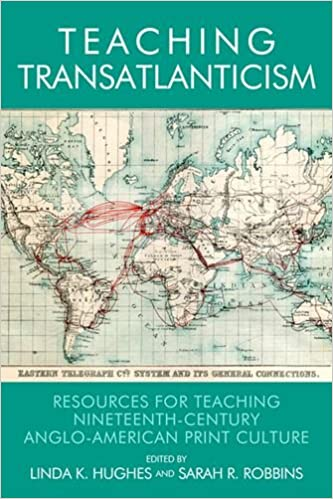 TEACHING
TRANSATLANTICISM
EASTERN TELEGRAPH Cº.'s SYSTEM AND ITS GENERAL CONNECTIONS.
RESOURCES FOR TEACHING
NINETEENTH-CENTURY
ANGLO-AMERICAN PRINT CULTURE
EDITED BY
LINDA K. HUGHES AND SARAH R. ROBBINS